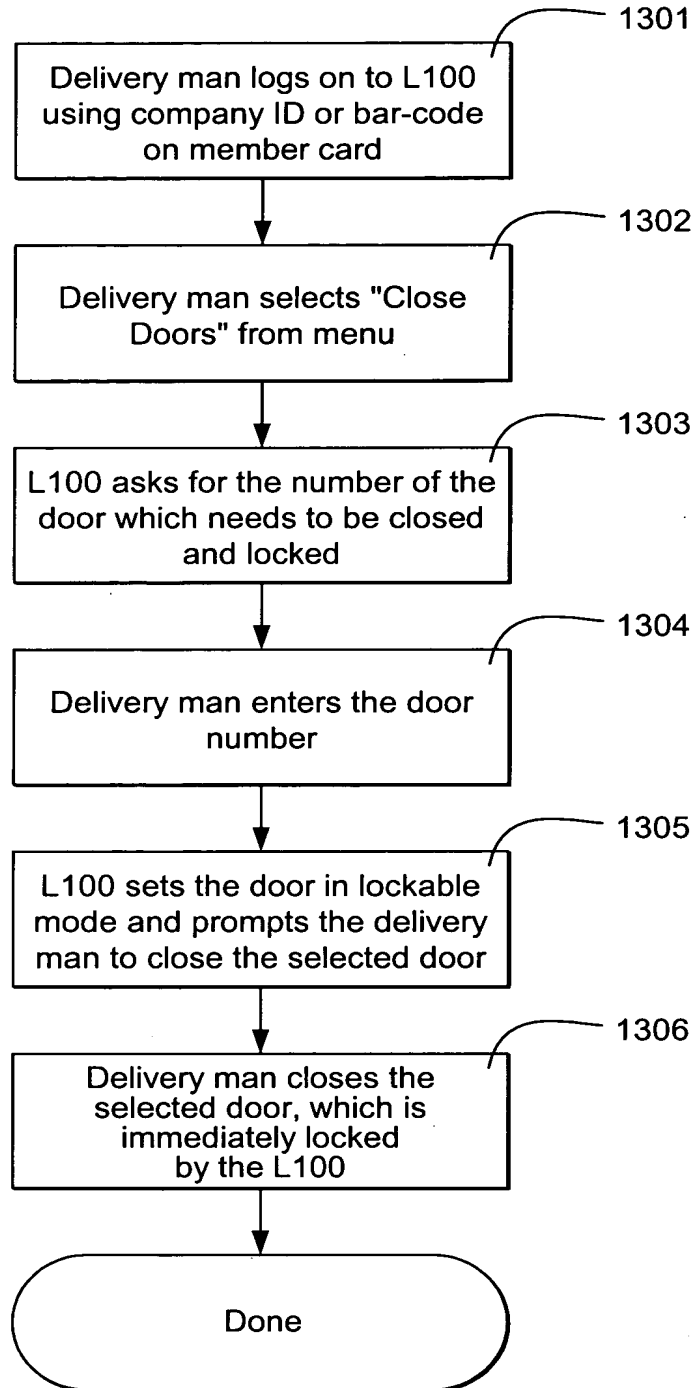 1301
Delivery man logs on to L100
using company ID or bar-code
on member card
1302
Delivery man selects "Close
Doors" from menu
1303
L100 asks for the number of the
door which needs to be closed
and locked
1304
Delivery man enters the door
number
1305
L100 sets the door in lockable
mode and prompts the delivery
man to close the selected door
1306
Delivery man closes the
selected door, which is
immediately locked
by the L100
Done